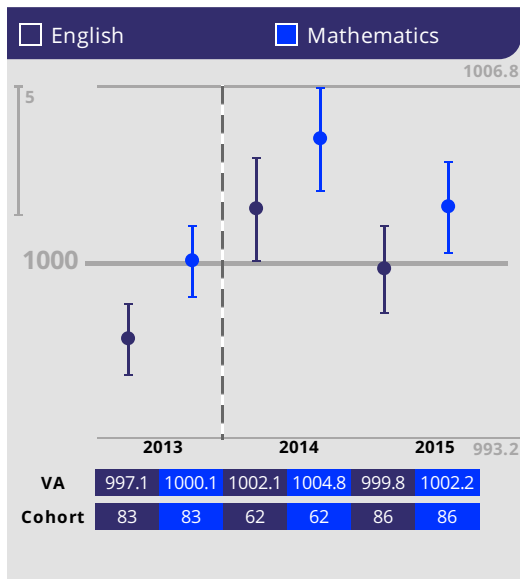 English Mathematics
1006.8
5
1000
2013 2014 2015 993.2
VA 997.1 1000.1 1002.1 1004.8 999.8 1002.2
Cohort 83 83 62 62 86 86